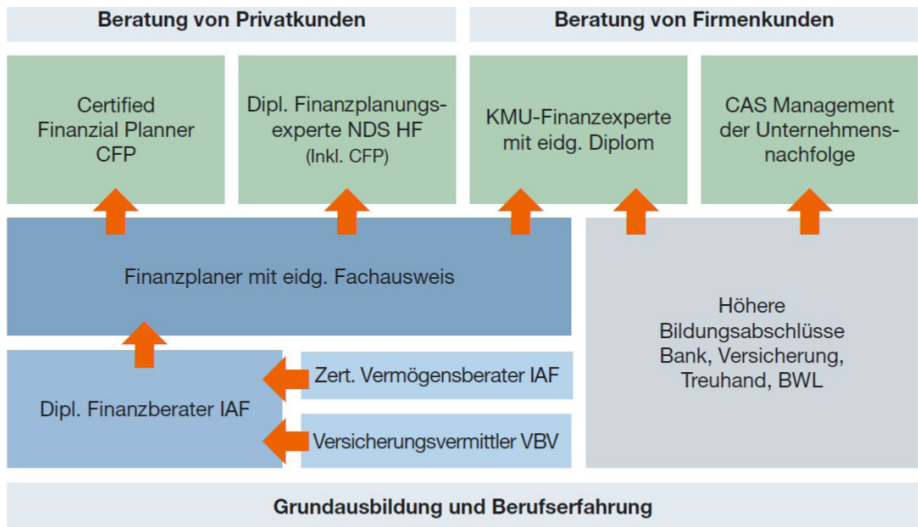 Beratung von Privatkunden
Beratung von Firmenkunden
Certified
Finanzial Planner
CFP
Dipl. Finanzplanungs-
experte NDS HF
(Inkl. CFP)
KMU-Finanzexperte
mit eidg. Diplom
CAS Management
der Unternehmens-
nachfolge
Finanzplaner mit eidg. Fachausweis
Höhere
Bildungsabschlüsse
Bank, Versicherung,
Treuhand, BWL
Dipl. Finanzberater IAF
Zert. Vermögensberater IAF
Versicherungsvermittler VBV
Grundausbildung und Berufserfahrung